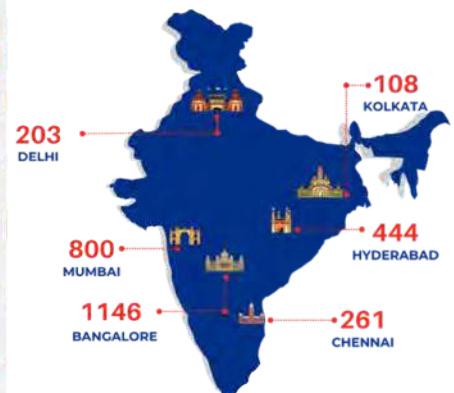 108
KOLKATA
203
DELHI
444
HYDERABAD
800
MUMBAI
1146
BANGALORE
261
CHENNAI